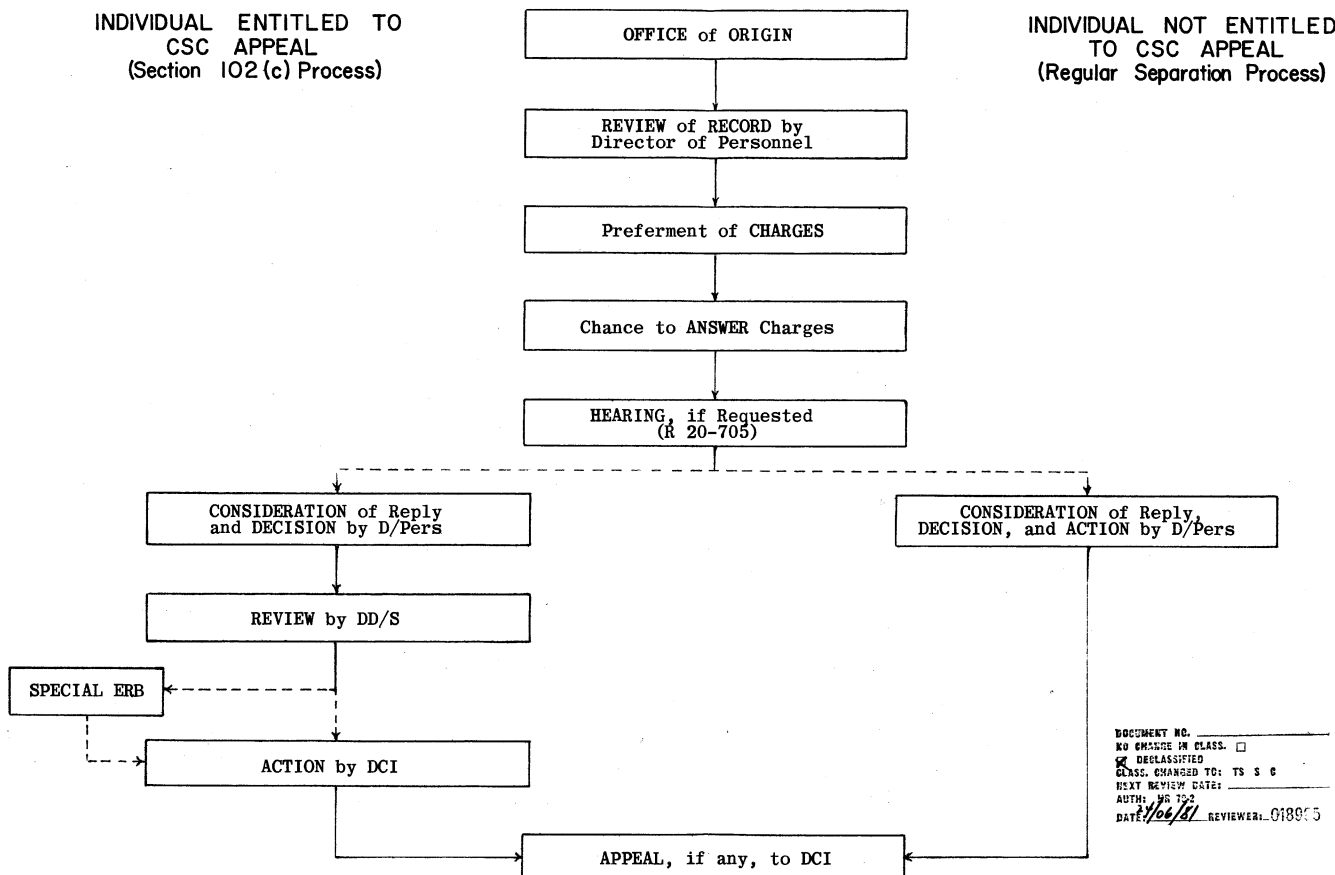 INDIVIDUAL ENTITLED TO
CSC APPEAL
(Section 102(c) Process)
OFFICE of ORIGIN
INDIVIDUAL NOT ENTITLED
TO CSC APPEAL
(Regular Separation Process)
REVIEW of RECORD by
Director of Personnel
Preferment of CHARGES
Chance to ANSWER Charges
HEARING, if Requested
(R 20-705)
CONSIDERATION of Reply
and DECISION by D/Pers
CONSIDERATION of Reply,
DECISION, and ACTION by D/Pers
REVIEW by DD/S
SPECIAL ERB
ACTION by DCI
APPEAL, if any, to DCI
DOCUMENT NO.
NO CHANGE IN CLASS.
DECLASSIFIED
CLASS. CHANGED TO: TS S C
NEXT REVIEW DATE:
AUTH: HR
DATE: /06/81 REVIEWER: